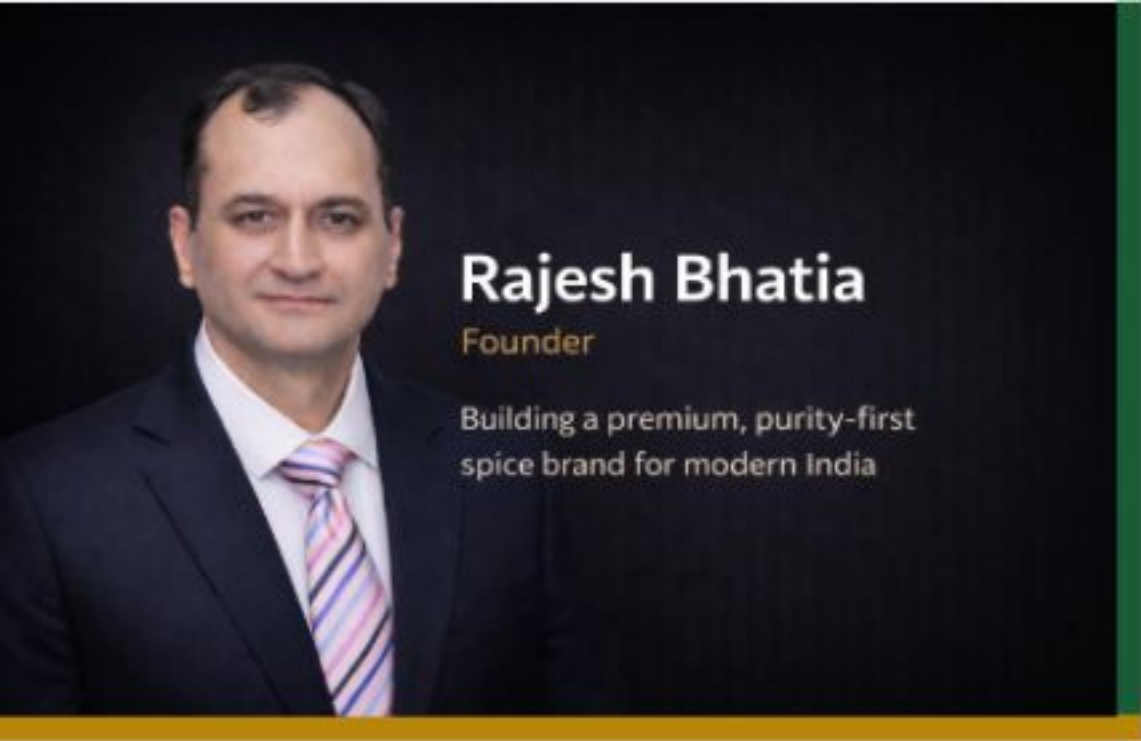 Rajesh Bhatia
Founder
Building a premium, purity-first
spice brand for modern India